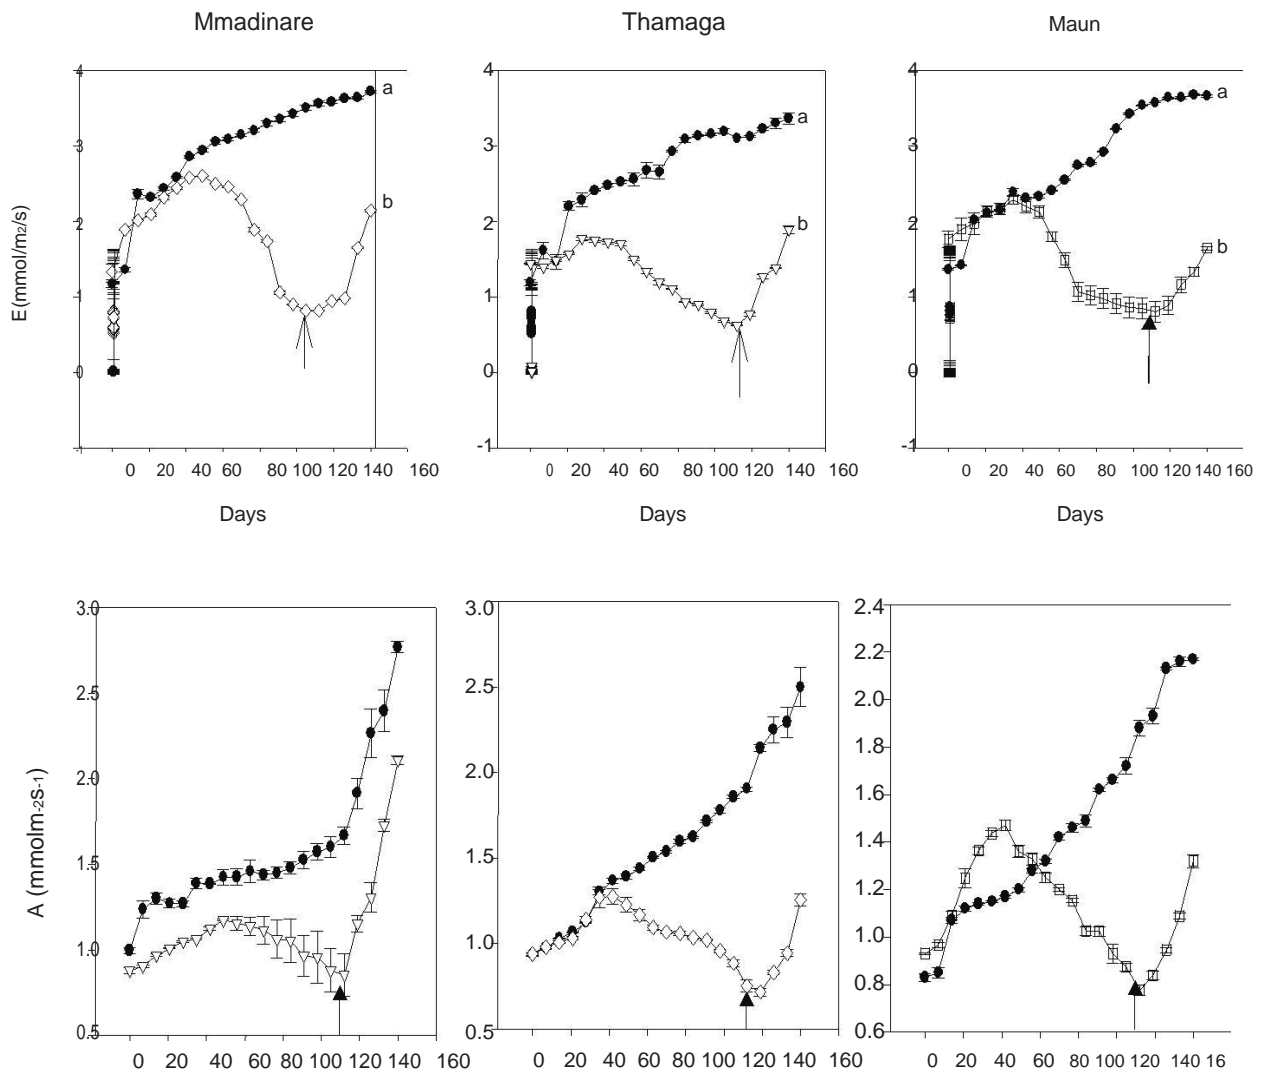 Mmadinare Thamaga Maun
4 4 4
a a a
3 3 3
b b b
2 2 2
E (mmol/m2/s)
1 1 1
0 0 0
-1 -1 -1
0 20 40 60 80 100 120 140 160 0 20 40 60 80 100 120 140 160 0 20 40 60 80 100 120 140 160
Days Days Days
3.0 3.0 2.4
2.2
2.5 2.5 2.0
2.0 2.0 1.8
1.6
1.5 1.5 1.4
1.2
A (mmolm-2s-1)
1.0 1.0 1.0
0.8
0.5 0.5 0.6
0 20 40 60 80 100 120 140 160 0 20 40 60 80 100 120 140 160 0 20 40 60 80 100 120 140 16